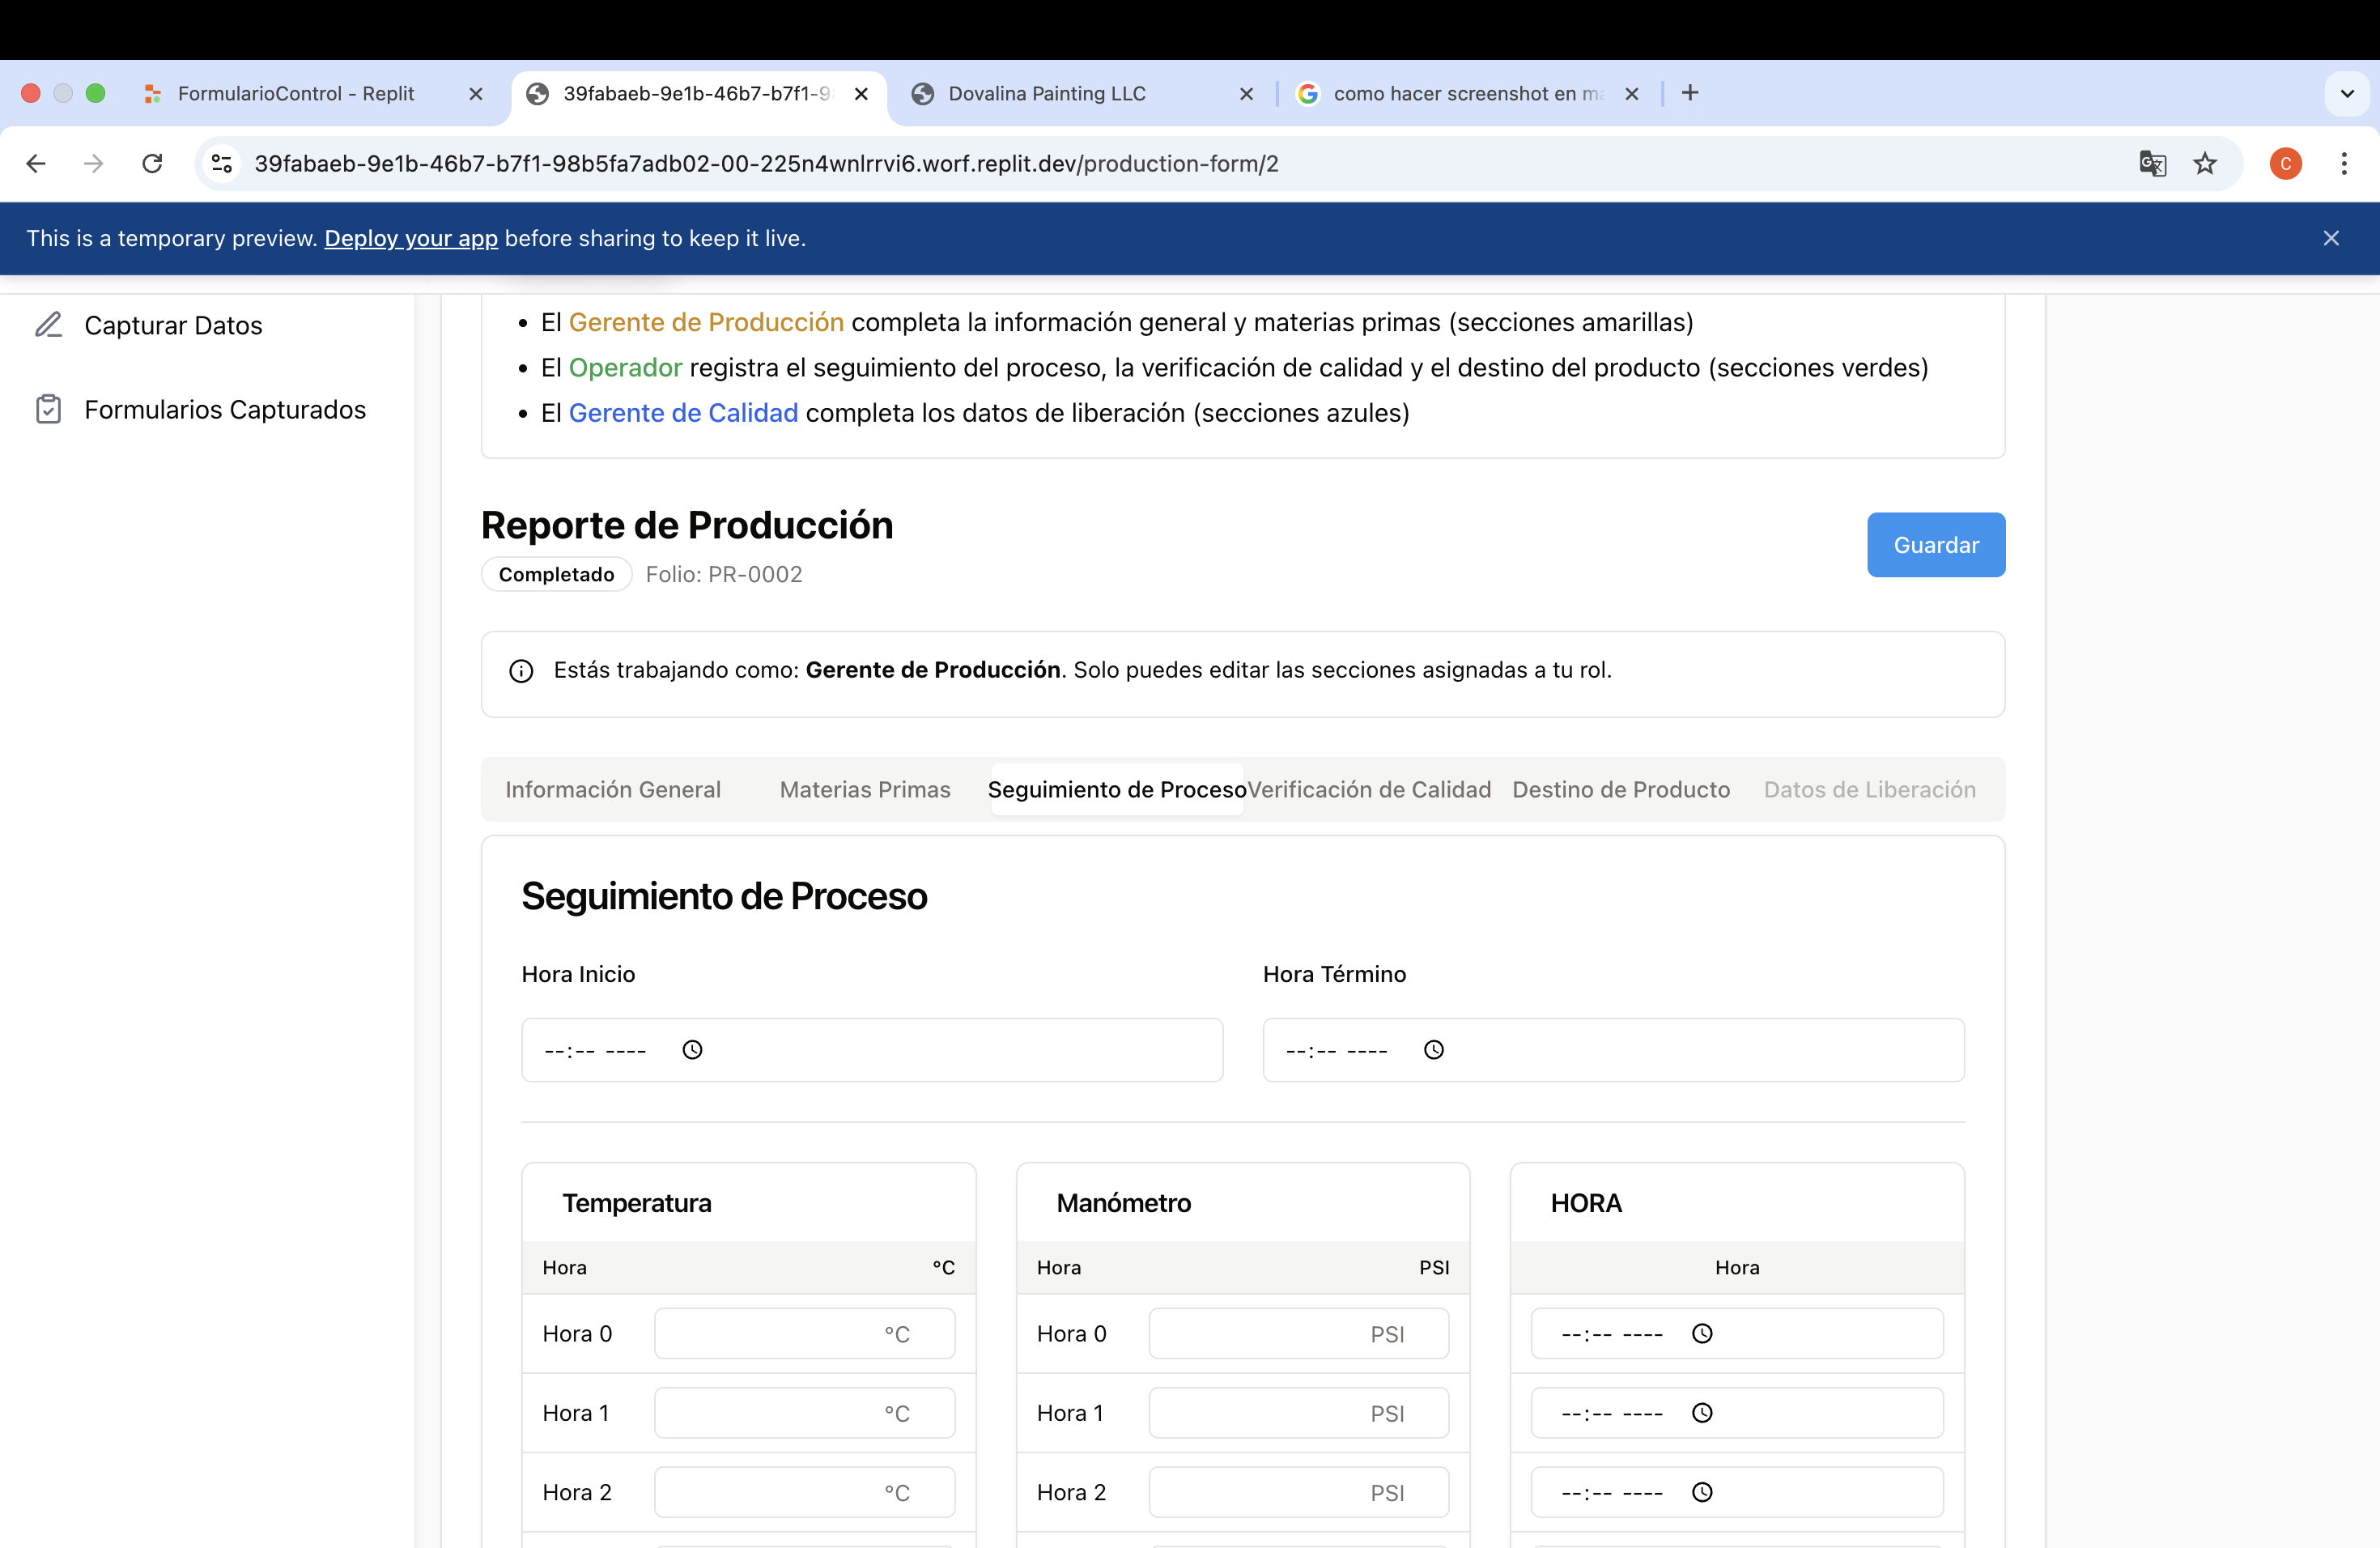 FormularioControl - Replit
39fabaeb-9e1b-46b7-b7f1-9
Dovalina Painting LLC
como hacer screenshot en ma
39fabaeb-9e1b-46b7-b7f1-98b5fa7adb02-00-225n4wnlrrvi6.worf.replit.dev/production-form/2
C
This is a temporary preview. Deploy your app before sharing to keep it live.
Capturar Datos
Formularios Capturados
• El Gerente de Producción completa la información general y materias primas (secciones amarillas)
• El Operador registra el seguimiento del proceso, la verificación de calidad y el destino del producto (secciones verdes)
• El Gerente de Calidad completa los datos de liberación (secciones azules)
Reporte de Producción
Guardar
Completado Folio: PR-0002
Estás trabajando como: Gerente de Producción. Solo puedes editar las secciones asignadas a tu rol.
Información General Materias Primas Seguimiento de Proceso Verificación de Calidad Destino de Producto Datos de Liberación
Seguimiento de Proceso
Hora Inicio Hora Término
--:-- ---- --:-- ----
Temperatura Manómetro HORA
Hora °C Hora PSI Hora
Hora 0 °C Hora 0 PSI --:-- ----
Hora 1 °C Hora 1 PSI --:-- ----
Hora 2 °C Hora 2 PSI --:-- ----